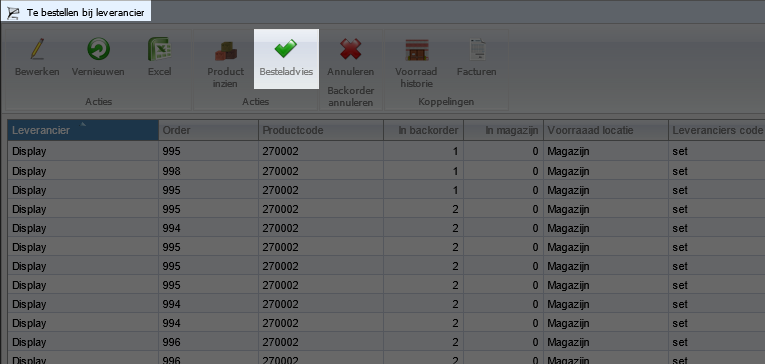 Te bestellen bij leverancier
Bewerken Vernieuwen Excel Product inzien Besteladvies Annuleren Voorraad historie Facturen
Acties Acties Backorder annuleren Koppelingen
Leverancier Order Productcode In backorder In magazijn Voorraaad locatie Leveranciers code
Display 995 270002 1 0 Magazijn set
Display 998 270002 1 0 Magazijn set
Display 995 270002 1 0 Magazijn set
Display 995 270002 2 0 Magazijn set
Display 994 270002 2 0 Magazijn set
Display 995 270002 2 0 Magazijn set
Display 995 270002 2 0 Magazijn set
Display 995 270002 2 0 Magazijn set
Display 994 270002 2 0 Magazijn set
Display 994 270002 2 0 Magazijn set
Display 996 270002 2 0 Magazijn set
Display 996 270002 2 0 Magazijn set